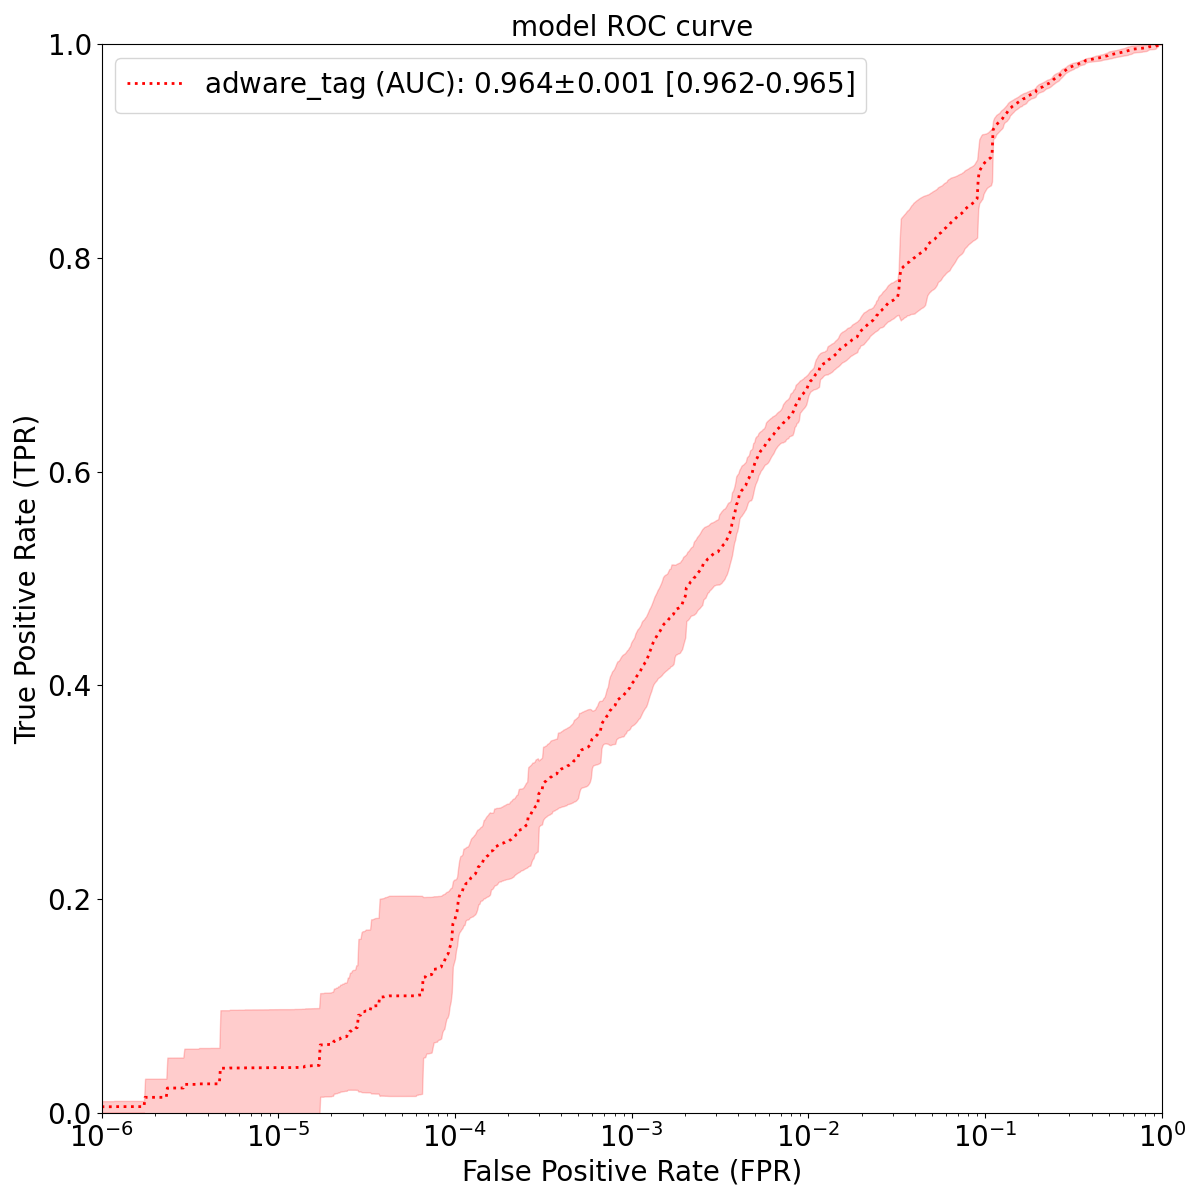 model ROC curve
adware_tag (AUC): 0.964±0.001 [0.962-0.965]
True Positive Rate (TPR)
1.0
0.8
0.6
0.4
0.2
0.0
10⁻⁶ 10⁻⁵ 10⁻⁴ 10⁻³ 10⁻² 10⁻¹ 10⁰
False Positive Rate (FPR)